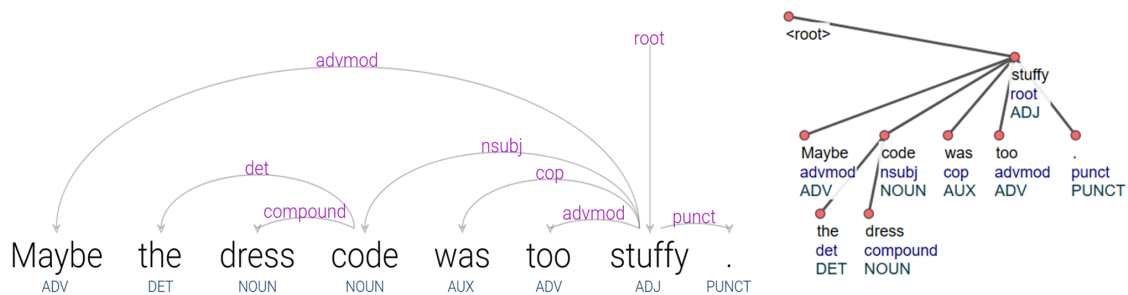 root
advmod
nsubj
det
cop
compound
advmod
punct
Maybe the dress code was too stuffy .
ADV DET NOUN NOUN AUX ADV ADJ PUNCT
<root>
stuffy
root
ADJ
Maybe code was too .
advmod nsubj cop advmod punct
ADV NOUN AUX ADV PUNCT
the dress
det compound
DET NOUN